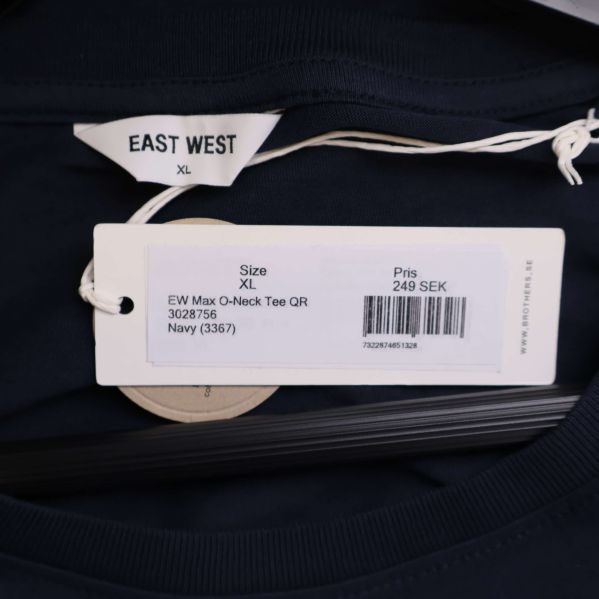 EAST WEST
XL
Size
XL
EW Max O-Neck Tee QR
3028756
Navy (3367)
Pris
249 SEK
7322874651328
WWW.BROTHERS.SE